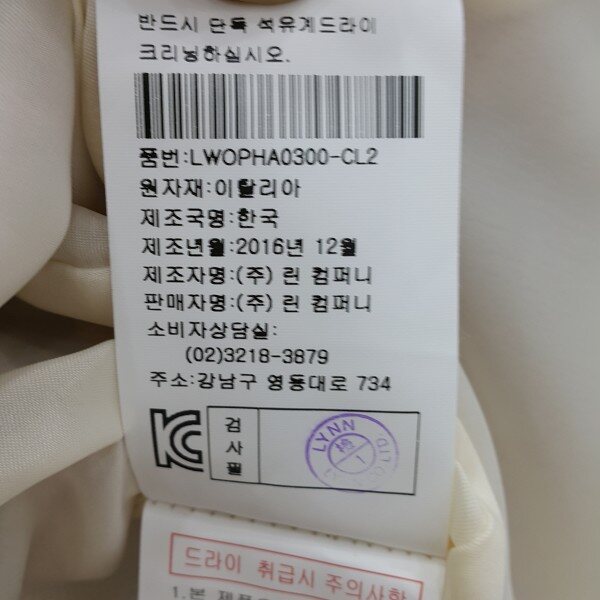 반드시 단독 석유계드라이
크리닝하십시오.
품번:LWOPHA0300-CL2
원자재:이탈리아
제조국명:한국
제조년월:2016년 12월
제조자명:(주) 린 컴퍼니
판매자명:(주) 린 컴퍼니
소비자상담실:
(02)3218-3879
주소:강남구 영동대로 734
KC
검사필
LYNN
드라이 취급시 주의사항
1.본 제품